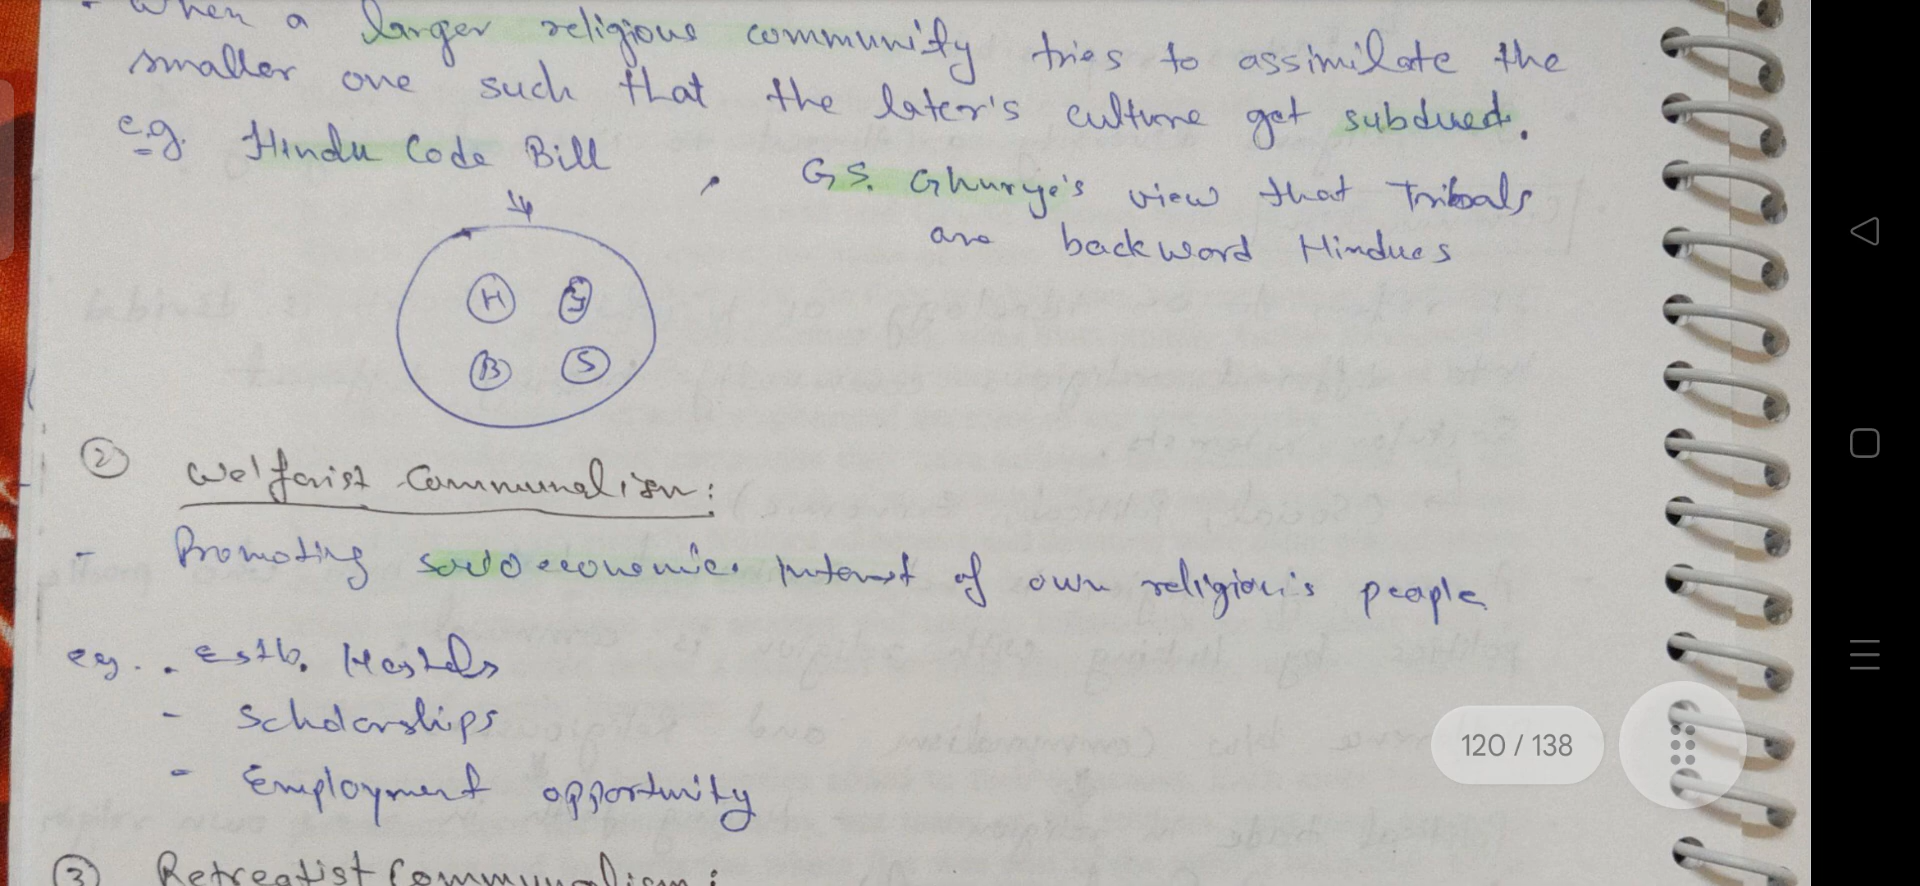 When a larger religious community tries to assimilate the
smaller one such that the later's culture get subdued.
e.g. Hindu Code Bill
G.S. Ghurye's view that Tribals
are backword Hindues
H J
B S
② Welfarist Communalism:
- Promoting socioeconomic interest of own religion's people
eg. . Estb. Hostels
- Scholarships
- Employment opportunity
120 / 138
③ Retreatist Communalism: